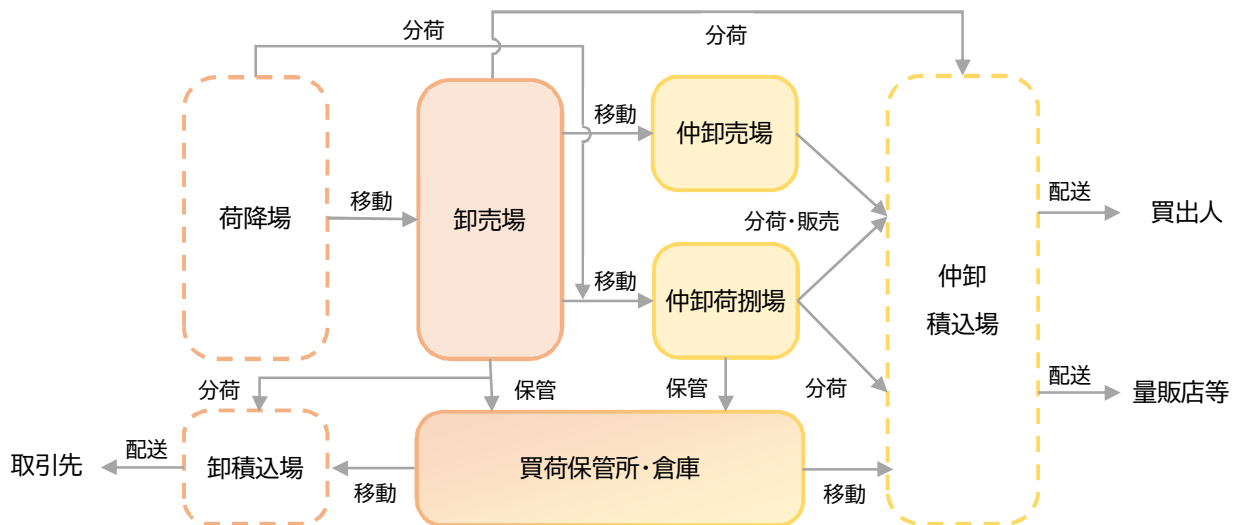 分荷
分荷
移動
仲卸売場
荷降場
移動
卸売場
分荷・販売
配送
買出人
移動
仲卸荷捌場
仲卸
積込場
分荷
保管
保管
分荷
配送
量販店等
取引先
配送
卸積込場
移動
買荷保管所・倉庫
移動